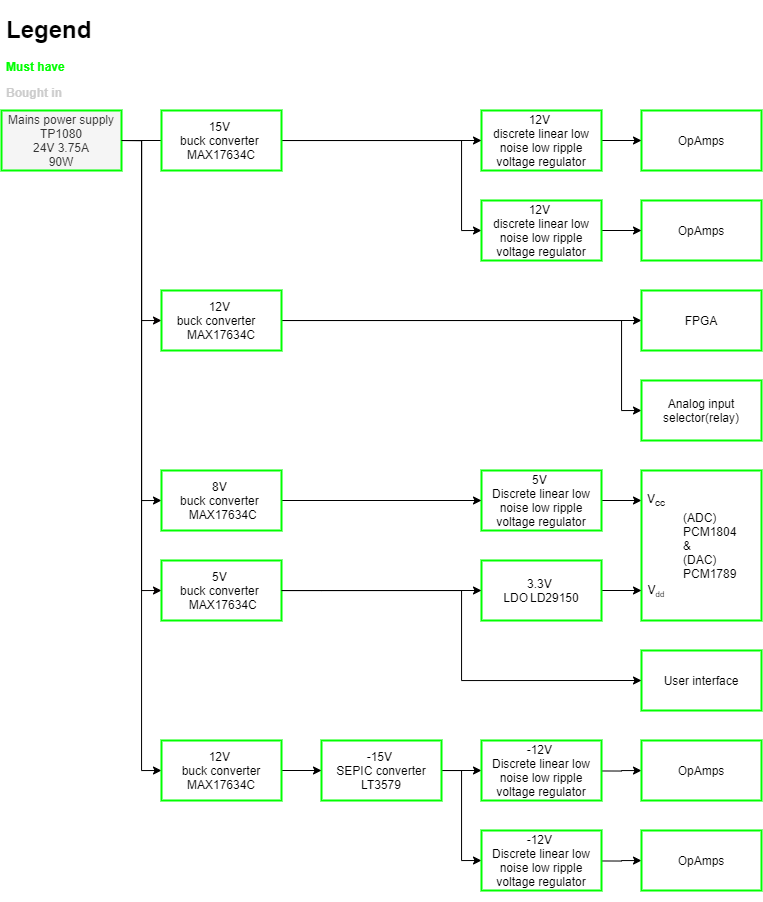 Legend
Must have
Bought in
Mains power supply
TP1080
24V 3.75A
90W
15V
buck converter
MAX17634C
12V
discrete linear low
noise low ripple
voltage regulator
OpAmps
12V
discrete linear low
noise low ripple
voltage regulator
OpAmps
12V
buck converter
MAX17634C
FPGA
Analog input
selector(relay)
8V
buck converter
MAX17634C
5V
Discrete linear low
noise low ripple
voltage regulator
Vcc
(ADC)
PCM1804
&
(DAC)
PCM1789
Vdd
5V
buck converter
MAX17634C
3.3V
LDO LD29150
User interface
12V
buck converter
MAX17634C
-15V
SEPIC converter
LT3579
-12V
Discrete linear low
noise low ripple
voltage regulator
OpAmps
-12V
Discrete linear low
noise low ripple
voltage regulator
OpAmps